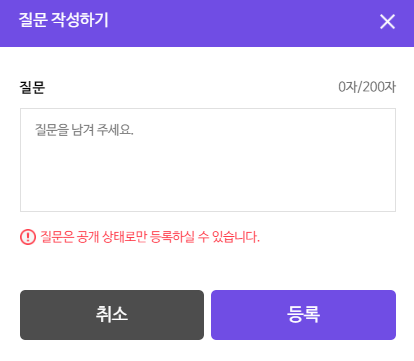 질문 작성하기
질문 0자/200자
질문을 남겨 주세요.
질문은 공개 상태로만 등록하실 수 있습니다.
취소 등록